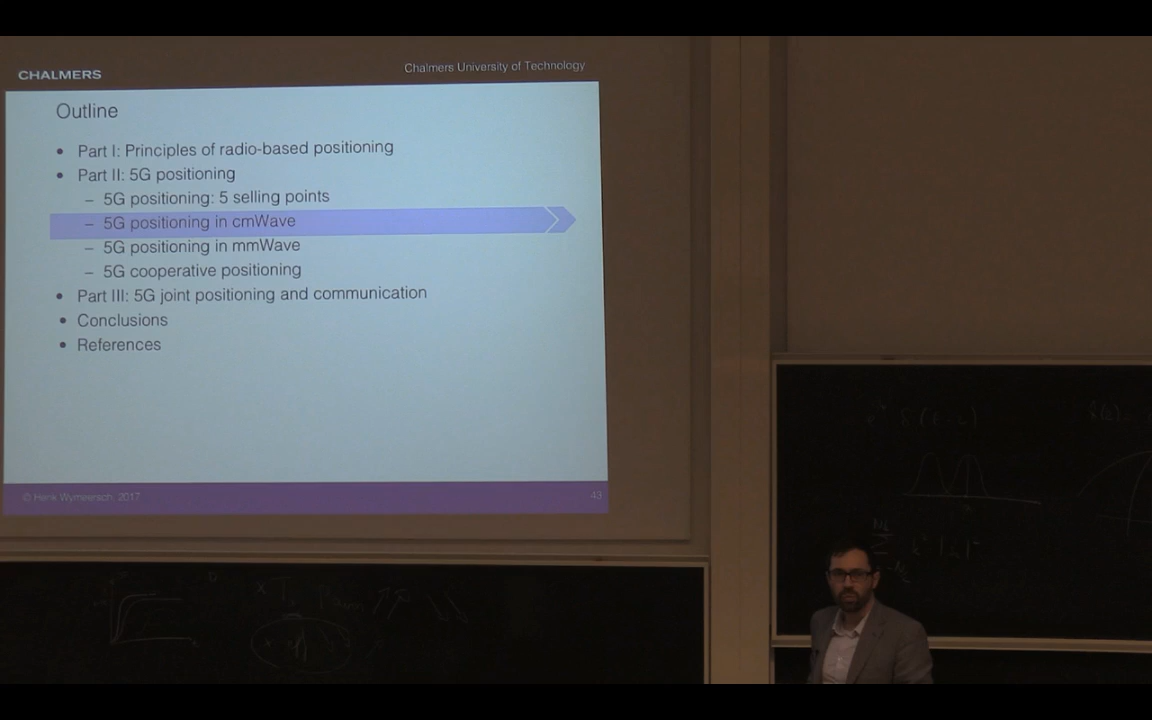 CHALMERS
Chalmers University of Technology
Outline
• Part I: Principles of radio-based positioning
• Part II: 5G positioning
– 5G positioning: 5 selling points
– 5G positioning in cmWave
– 5G positioning in mmWave
– 5G cooperative positioning
• Part III: 5G joint positioning and communication
• Conclusions
• References
© Henk Wymeersch, 2017
43